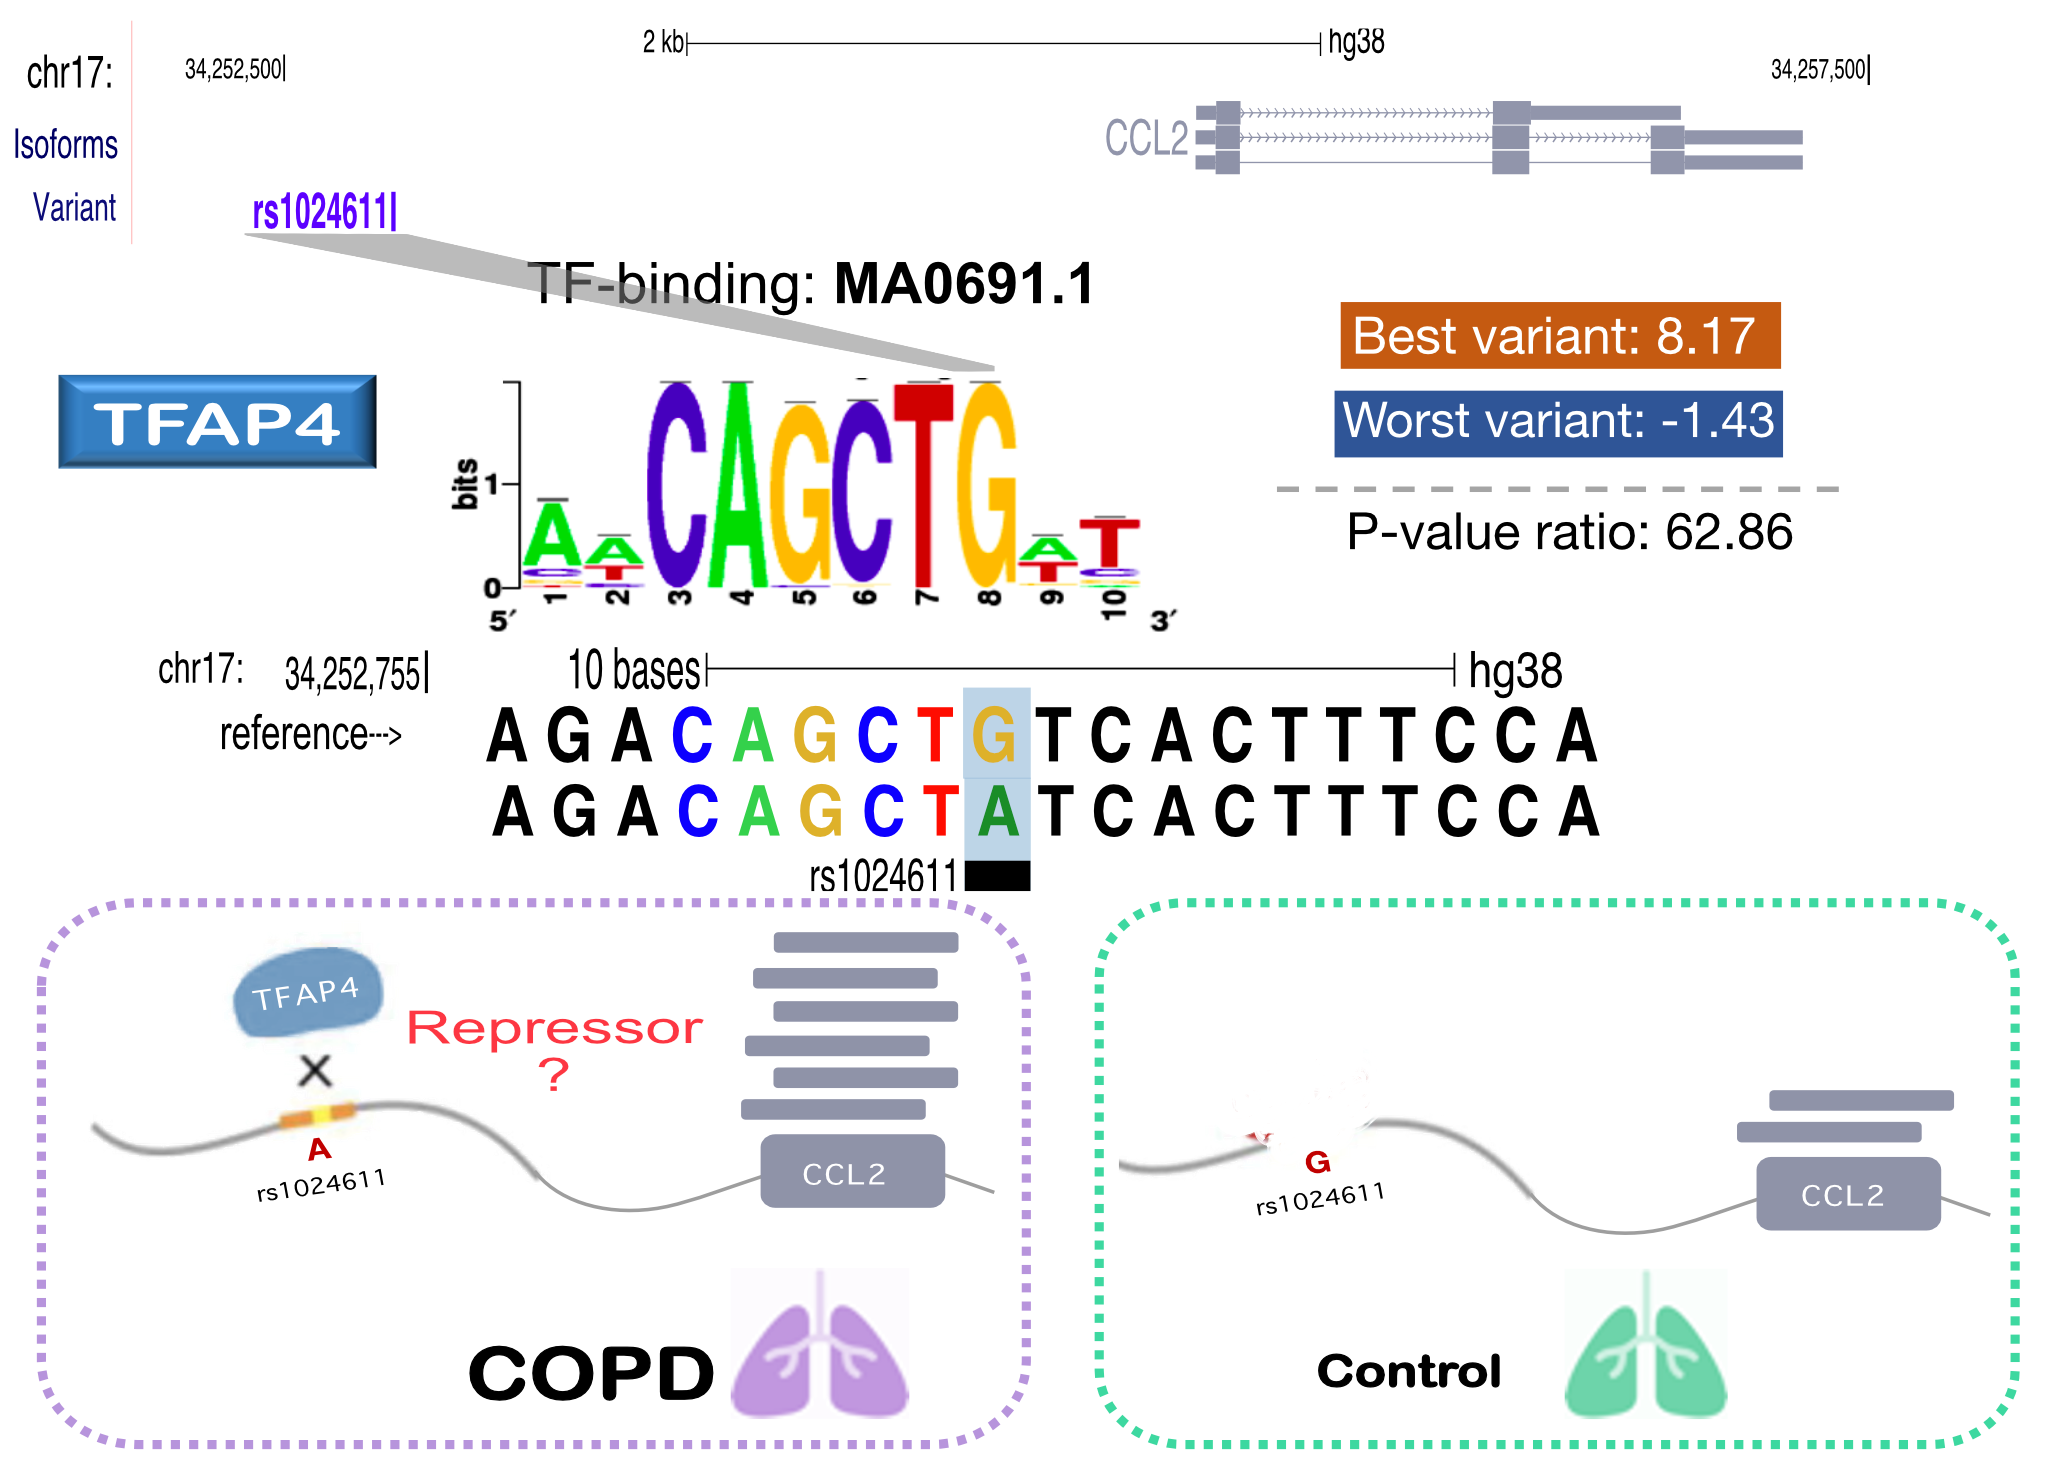 2 kb hg38
chr17: 34,252,500 34,257,500
CCL2
Isoforms
Variant
rs1024611
TF-binding: MA0691.1
Best variant: 8.17
TFAP4
Worst variant: -1.43
P-value ratio: 62.86
bits
1
0
A A C A G C T G A T
C T T C
1 2 3 4 5 6 7 8 9 10
5′ 3′
chr17: 34,252,755 10 bases hg38
reference--->
A G A C A G C T G T C A C T T T C C A
A G A C A G C T A T C A C T T T C C A
rs1024611
TFAP4
Repressor
?
X
A
rs1024611
CCL2
COPD
G
rs1024611
CCL2
Control